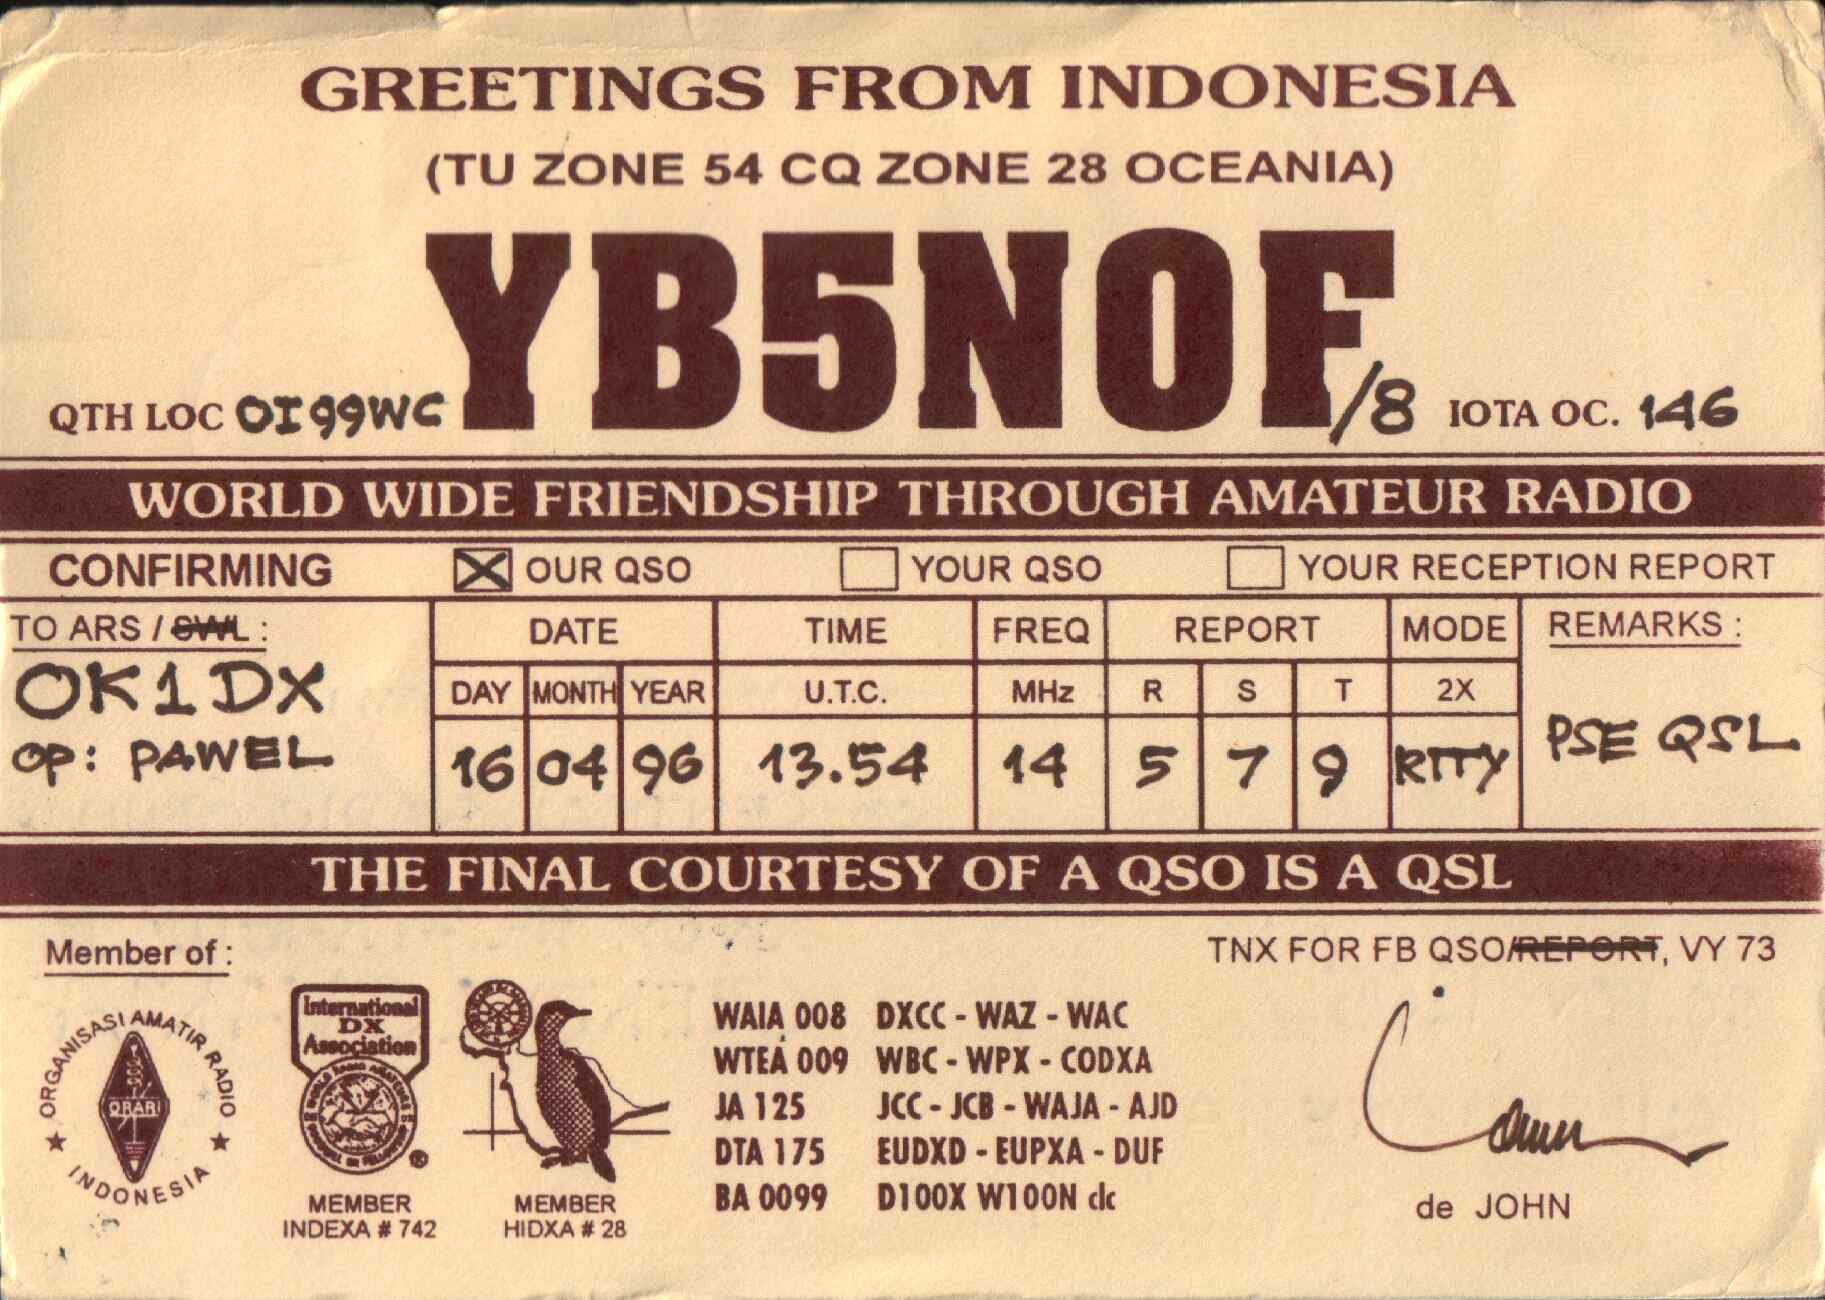 GREETINGS FROM INDONESIA
(TU ZONE 54 CQ ZONE 28 OCEANIA)
YB5NOF/8
QTH LOC OI99WC
IOTA OC. 146
WORLD WIDE FRIENDSHIP THROUGH AMATEUR RADIO
CONFIRMING OUR QSO YOUR QSO YOUR RECEPTION REPORT
TO ARS / SWL : DATE TIME FREQ REPORT MODE REMARKS :
DAY MONTH YEAR U.T.C. MHz R S T 2X
OK1DX
OP: PAWEL 16 04 96 13.54 14 5 7 9 RTTY PSE QSL
THE FINAL COURTESY OF A QSO IS A QSL
Member of :
TNX FOR FB QSO/REPORT, VY 73
ORGANISASI AMATIR RADIO
ORARI
INDONESIA
International
DX
Association
MEMBER
INDEXA # 742
MEMBER
HIDXA # 28
WAIA 008 DXCC - WAZ - WAC
WTEA 009 WBC - WPX - CODXA
JA 125 JCC - JCB - WAJA - AJD
DTA 175 EUDXD - EUPXA - DUF
BA 0099 D100X W100N clc
de JOHN